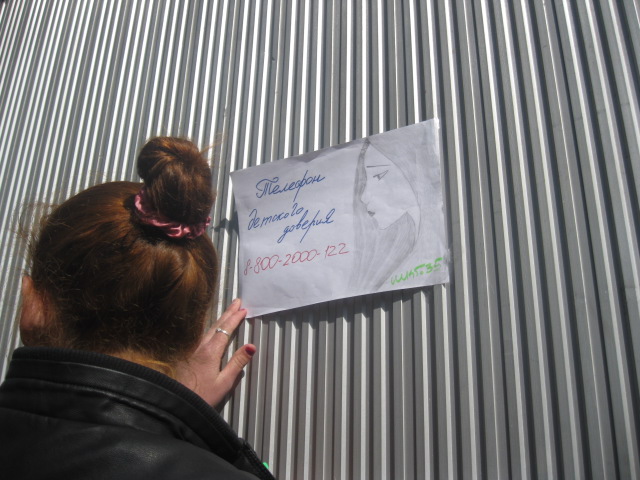 Телефон
детского
доверия
8-800-2000-122